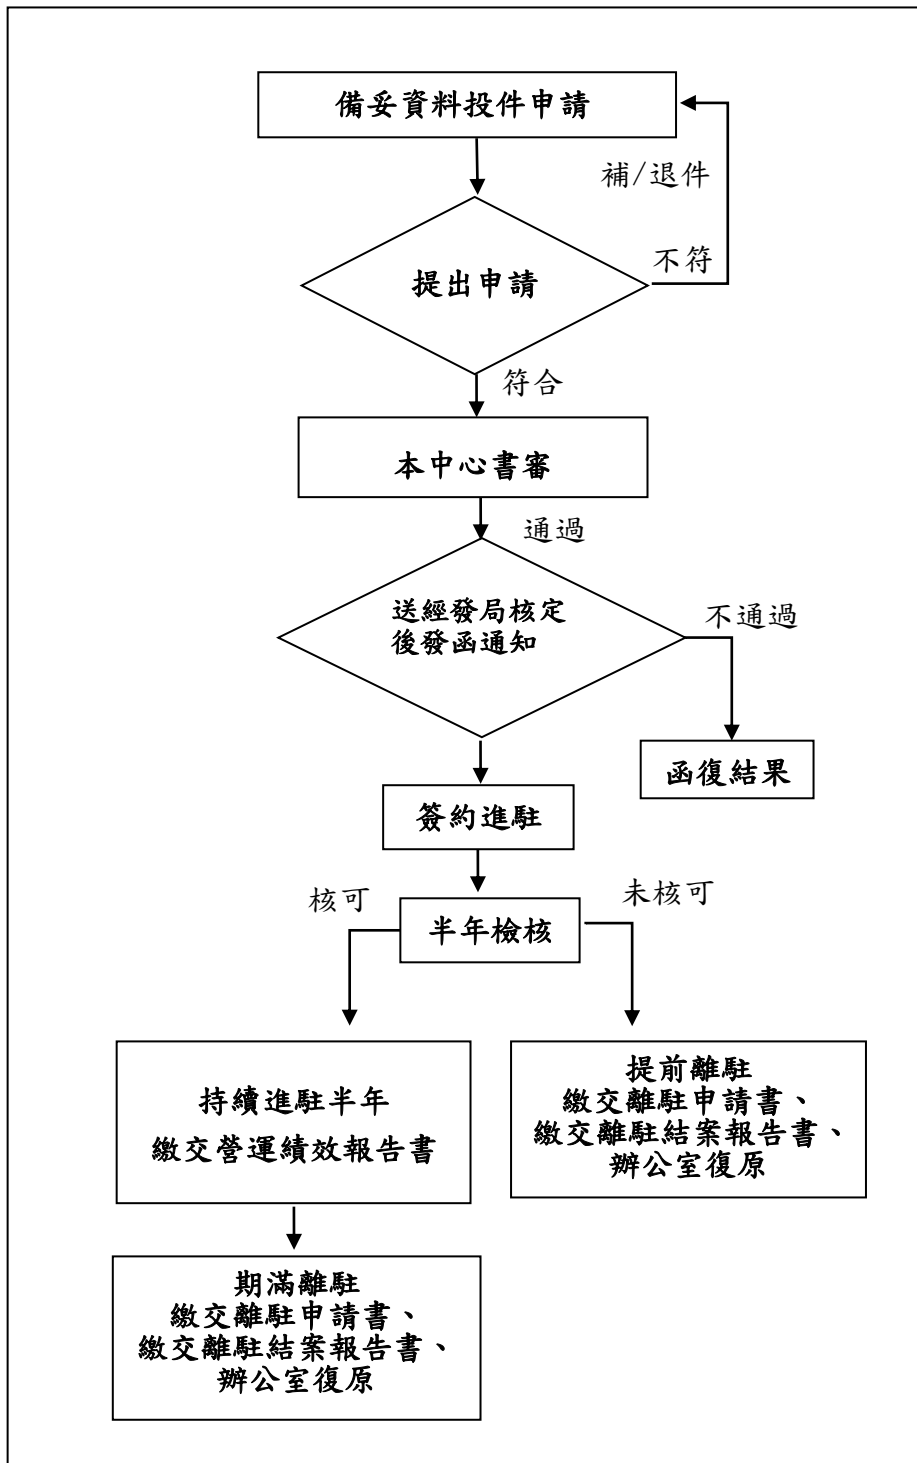 備妥資料投件申請
補/退件
提出申請
不符
符合
本中心書審
通過
送經發局核定
後發函通知
不通過
函復結果
簽約進駐
核可
未核可
半年檢核
持續進駐半年
繳交營運績效報告書
提前離駐
繳交離駐申請書、
繳交離駐結案報告書、
辦公室復原
期滿離駐
繳交離駐申請書、
繳交離駐結案報告書、
辦公室復原